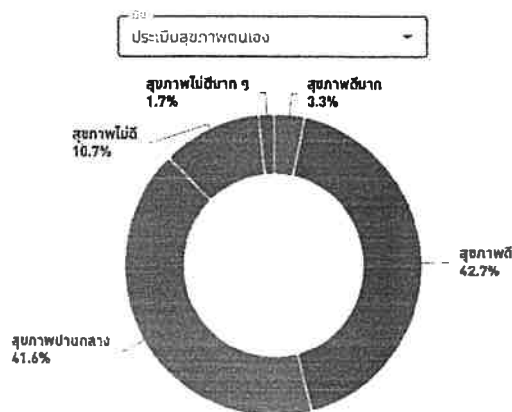 มิติ
ประเมินสุขภาพตนเอง
สุขภาพไม่ดีมาก ๆ
1.7%
สุขภาพดีมาก
3.3%
สุขภาพไม่ดี
10.7%
สุขภาพดี
42.7%
สุขภาพปานกลาง
41.6%